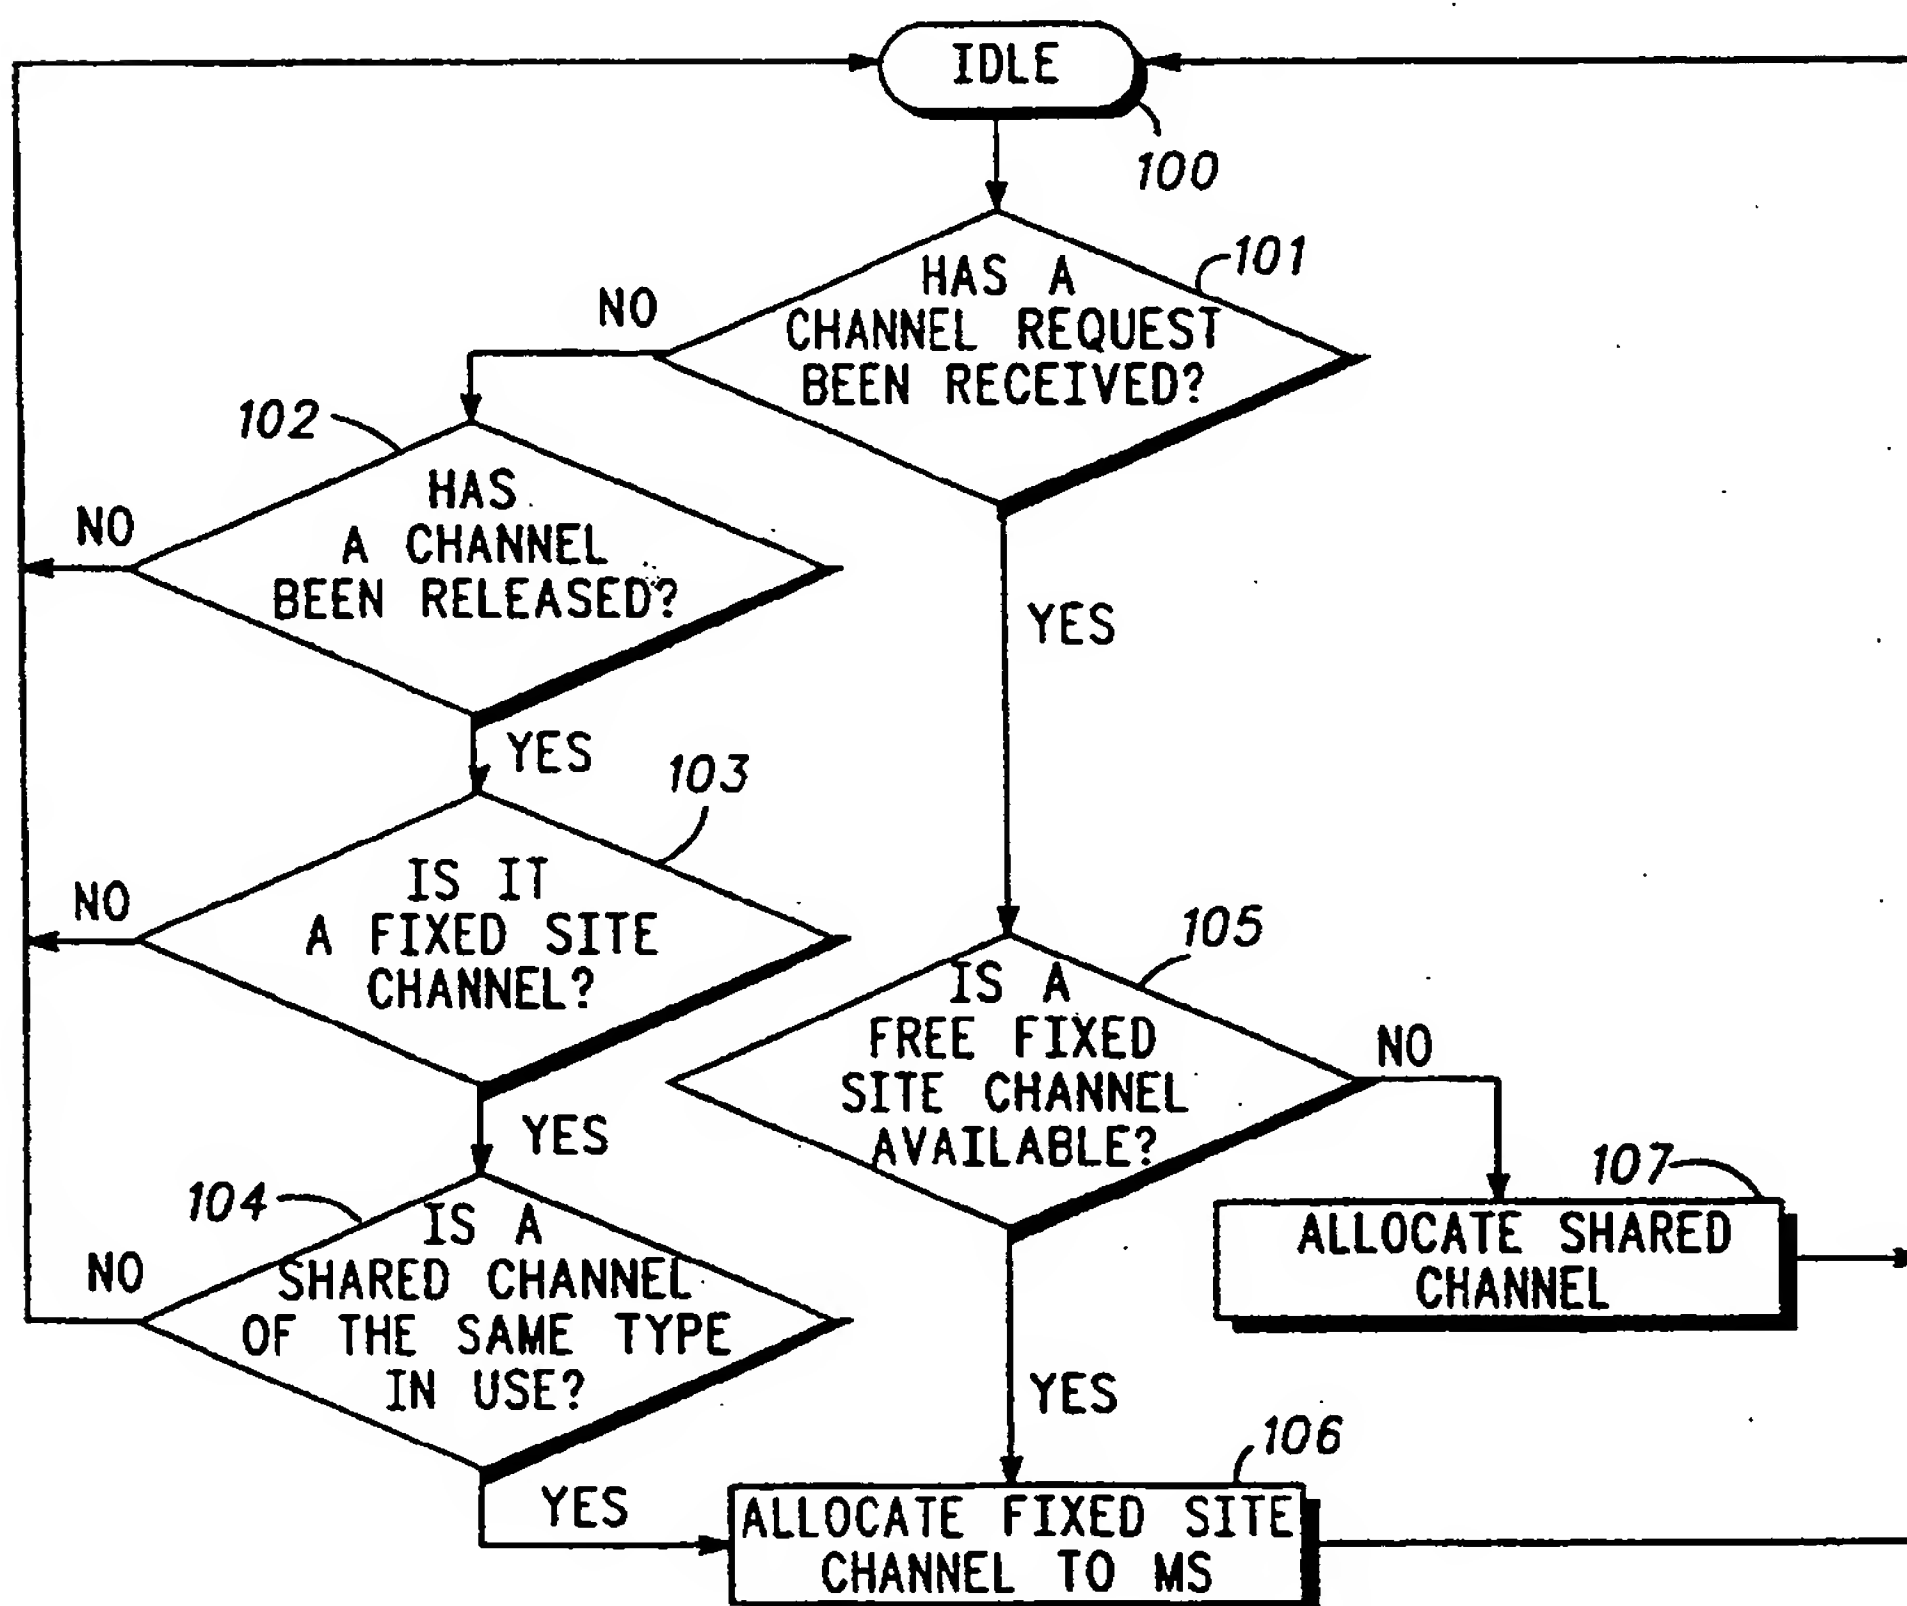 IDLE
100
HAS A
CHANNEL REQUEST
BEEN RECEIVED?
101
NO
YES
102
HAS
A CHANNEL
BEEN RELEASED?
NO
YES
103
IS IT
A FIXED SITE
CHANNEL?
NO
YES
104
IS A
SHARED CHANNEL
OF THE SAME TYPE
IN USE?
NO
YES
105
IS A
FREE FIXED
SITE CHANNEL
AVAILABLE?
NO
YES
107
ALLOCATE SHARED
CHANNEL
106
ALLOCATE FIXED SITE
CHANNEL TO MS